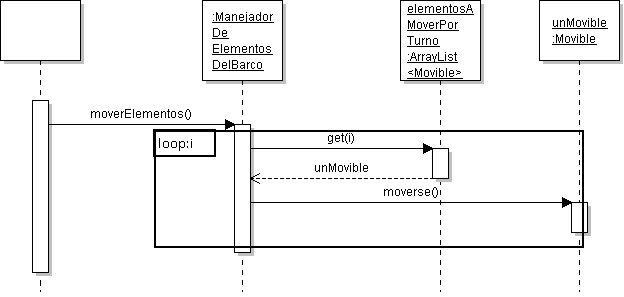 :Manejador
De
Elementos
DelBarco
elementosA
MoverPor
Turno
:ArrayList
<Movible>
unMovible
:Movible
moverElementos()
loop:i
get(i)
unMovible
moverse()